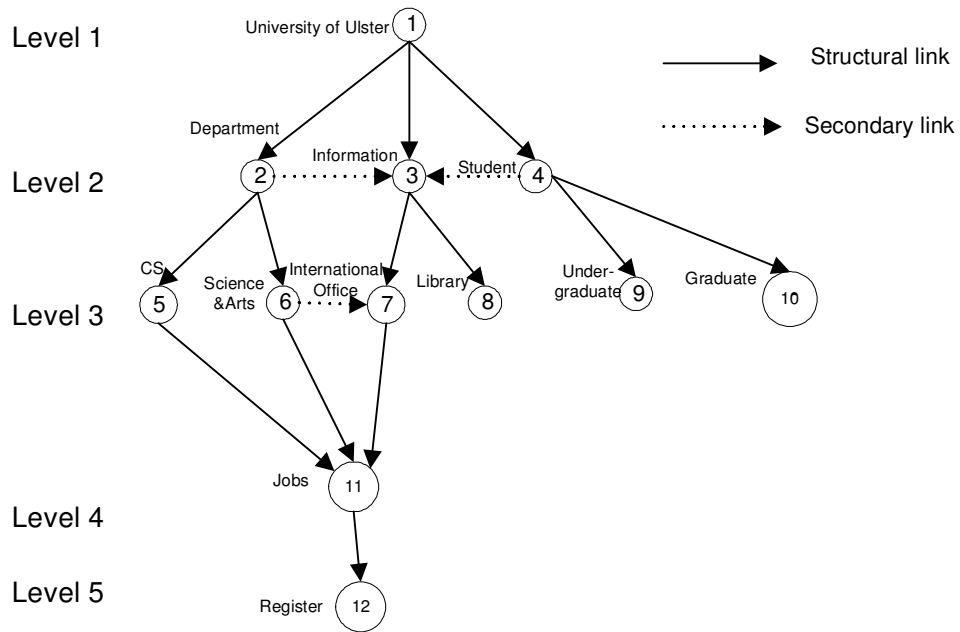 Level 1
University of Ulster
1
Structural link
Secondary link
Department
Information
Student
Level 2
2
3
4
CS
Science
&Arts
International
Office
Library
Under-
graduate
Graduate
Level 3
5
6
7
8
9
10
Jobs
11
Level 4
Level 5
Register
12